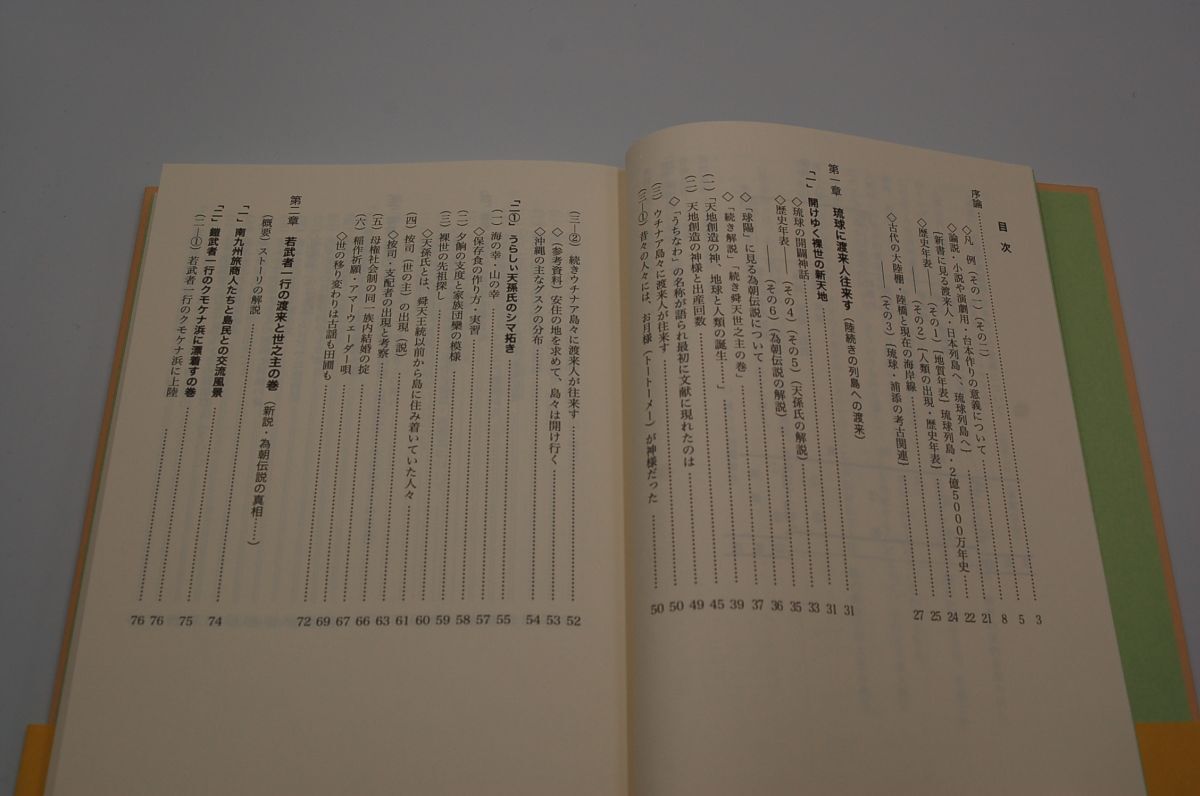 目 次
序論 3
◇凡 例（その一）（その二） 5
◇論説・小説や演劇用・台本作りの意義について 8
［新書に見る渡来人・日本列島へ、琉球列島へ］ 21
◇歴史年表――（その１）［地質年表］琉球列島・２億５０００万年史 22
――（その２）［人類の出現・歴史年表］ 24
◇古代の大陸棚・陸橋と現在の海岸線 25
――（その３）［琉球・浦添の考古関連］ 27
第一章 琉球に渡来人往来す（陸続きの列島への渡来） 31
「一」開けゆく裸世の新天地 31
◇琉球の開闢神話 33
◇歴史年表――（その４）（その５）（天孫氏の解説） 35
――（その６）（為朝伝説の解説） 36
◇「球陽」に見る為朝伝説について 37
「続き解説」「続き舜天世之主の巻」 39
（一）「天地創造の神、地球と人類の誕生……」 45
（二）天地創造の神様と出産回数 49
◇「うちなわ」の名称が語られ最初に文献に現れたのは 50
（三）ウチナア島々に渡来人が往来す
（三―①）昔々の人々には、お月様（トートーメー）が神様だった 50
（三―②）続きウチナア島々に渡来人が往来す 52
◇（参考資料）安住の地を求めて、島々は開け行く 53
◇沖縄の主なグスクの分布 54
「二①」うらしぃ天孫氏のシマ拓き
（一）海の幸・山の幸 55
◇保存食の作り方・実習 57
（二）夕餉の支度と家族団欒の模様 58
（三）裸世の先祖探し 59
◇天孫氏とは、舜天王統以前から島に住み着いていた人々 60
（四）按司（世の主）の出現（説） 61
◇按司・支配者の出現と考察 63
（五）母権社会制の同一族内結婚の掟 66
（六）稲作祈願・アマーウェーダー唄 67
◇世の移り変わりは古謡も田圃も 69
第二章 若武者一行の渡来と世之主の巻（新説・為朝伝説の真相……） 72
（概要）ストーリの解説
「一」南九州旅商人たちと島民との交流風景 74
「二」鎧武者一行のクモケナ浜に漂着すの巻 75
（二―①）若武者一行のクモケナ浜に上陸 76
76